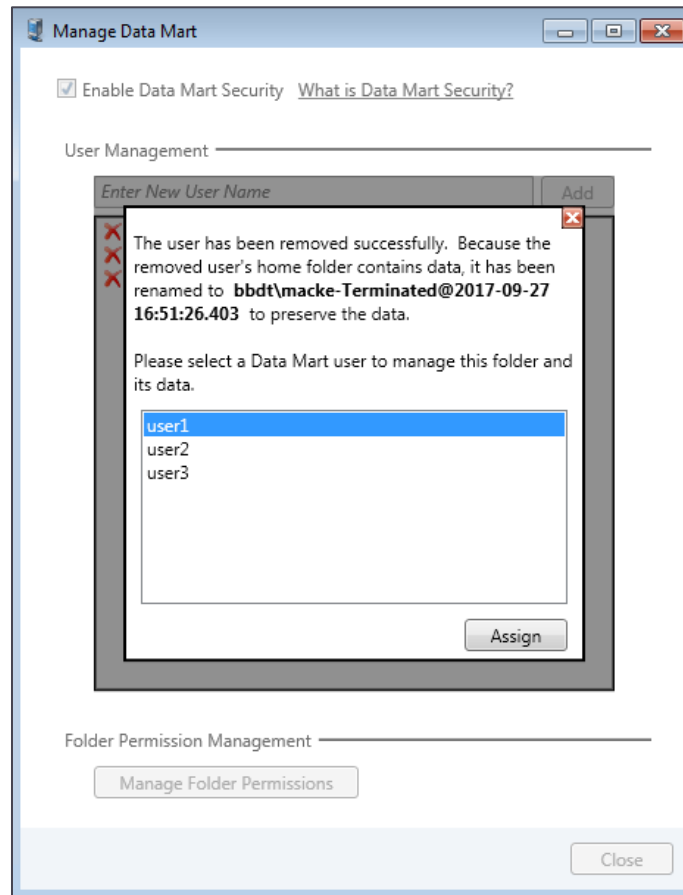 Manage Data Mart
Enable Data Mart Security What is Data Mart Security?
User Management
Enter New User Name
Add
The user has been removed successfully. Because the
removed user's home folder contains data, it has been
renamed to bbdt\macke-Terminated@2017-09-27
16:51:26.403 to preserve the data.
Please select a Data Mart user to manage this folder and
its data.
user1
user2
user3
Assign
Folder Permission Management
Manage Folder Permissions
Close